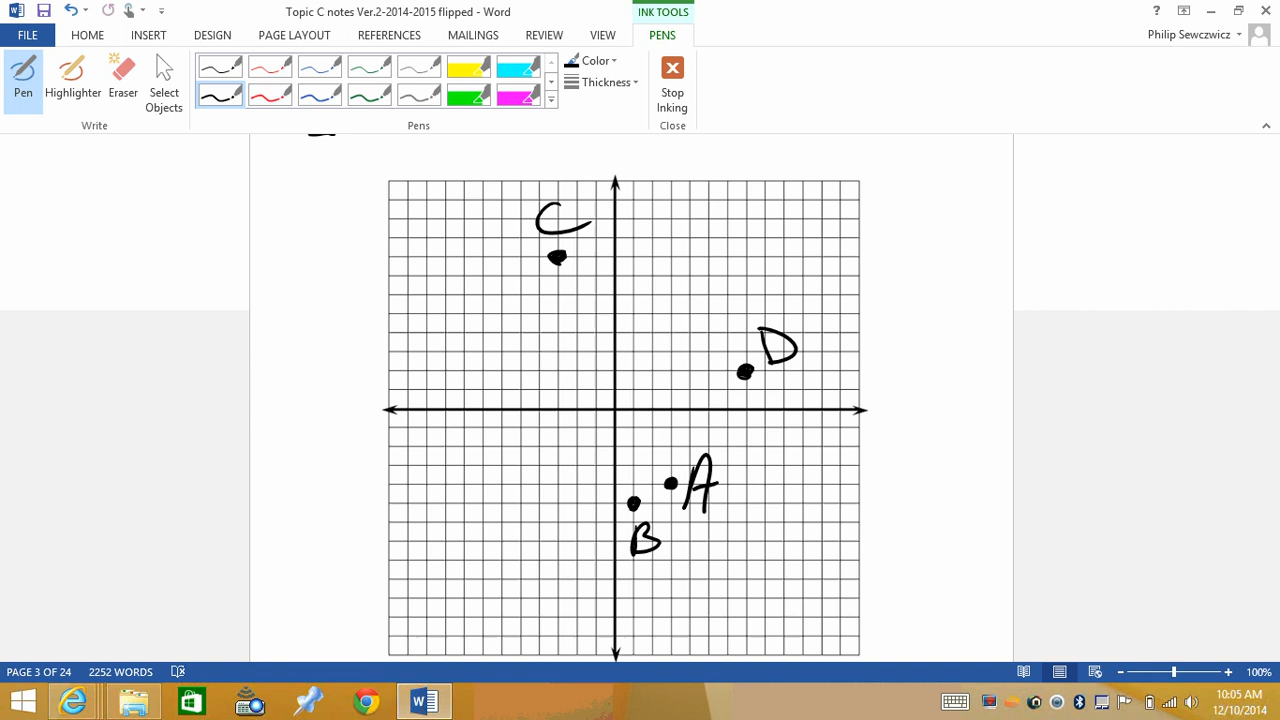 Topic C notes Ver.2-2014-2015 flipped - Word
INK TOOLS
?
FILE HOME INSERT DESIGN PAGE LAYOUT REFERENCES MAILINGS REVIEW VIEW PENS
Philip Sewczwicz
Pen
Highlighter
Eraser
Select Objects
Color
Thickness
Stop Inking
Write
Pens
Close
C
D
A
B
PAGE 3 OF 24 2252 WORDS
100%
10:05 AM
12/10/2014